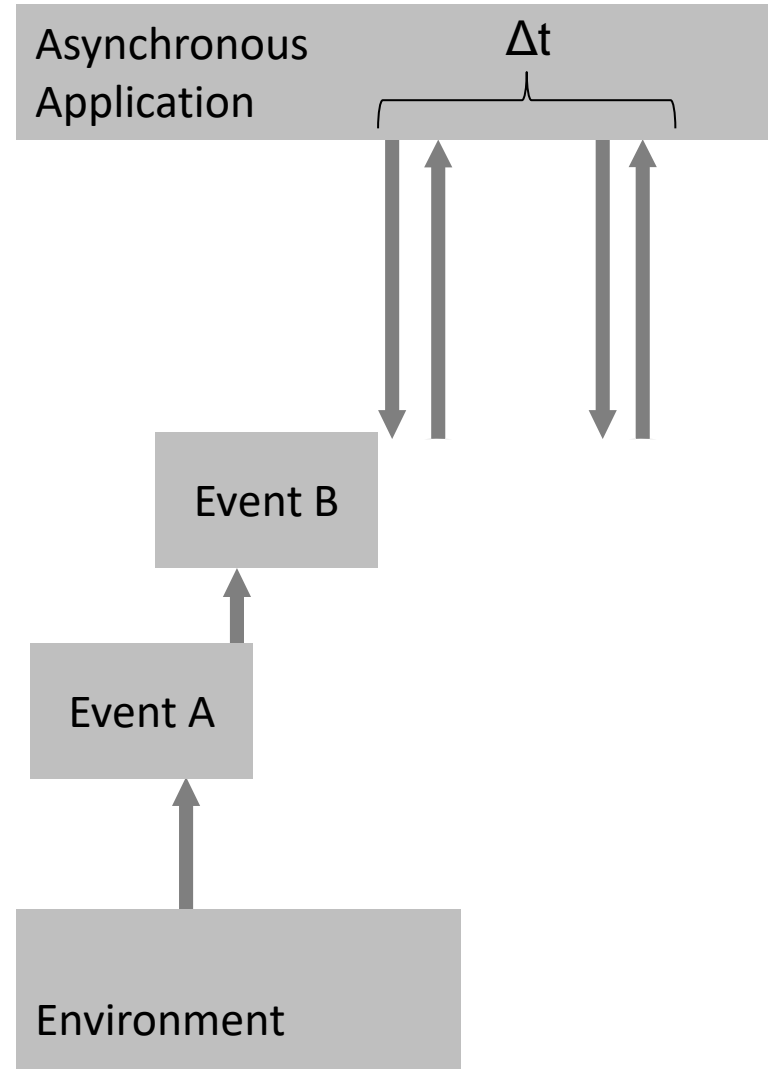 Asynchronous
Application
Δt
Event B
Event A
Environment